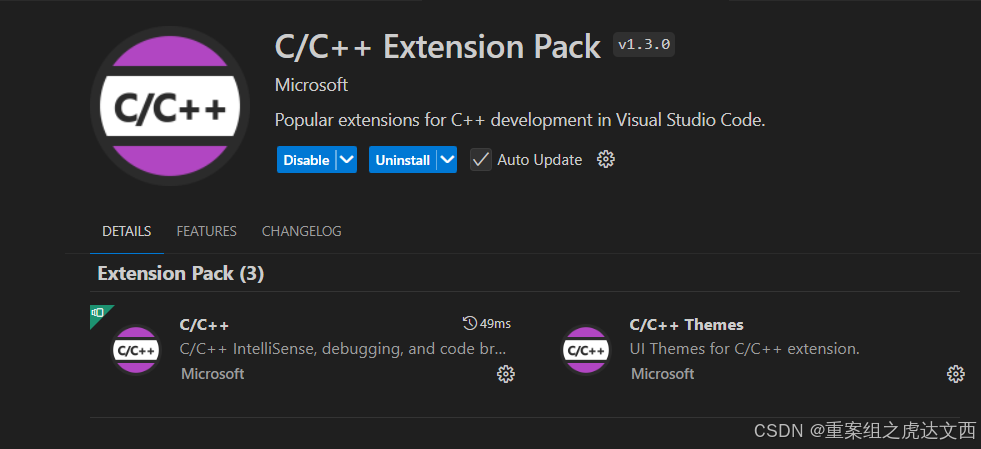 C/C++ Extension Pack v1.3.0
C/C++
Microsoft
Popular extensions for C++ development in Visual Studio Code.
Disable Uninstall Auto Update
DETAILS FEATURES CHANGELOG
Extension Pack (3)
C/C++ 49ms
C/C++
C/C++ IntelliSense, debugging, and code br...
Microsoft
C/C++ Themes
C/C++
UI Themes for C/C++ extension.
Microsoft
CSDN @重案组之虎达文西